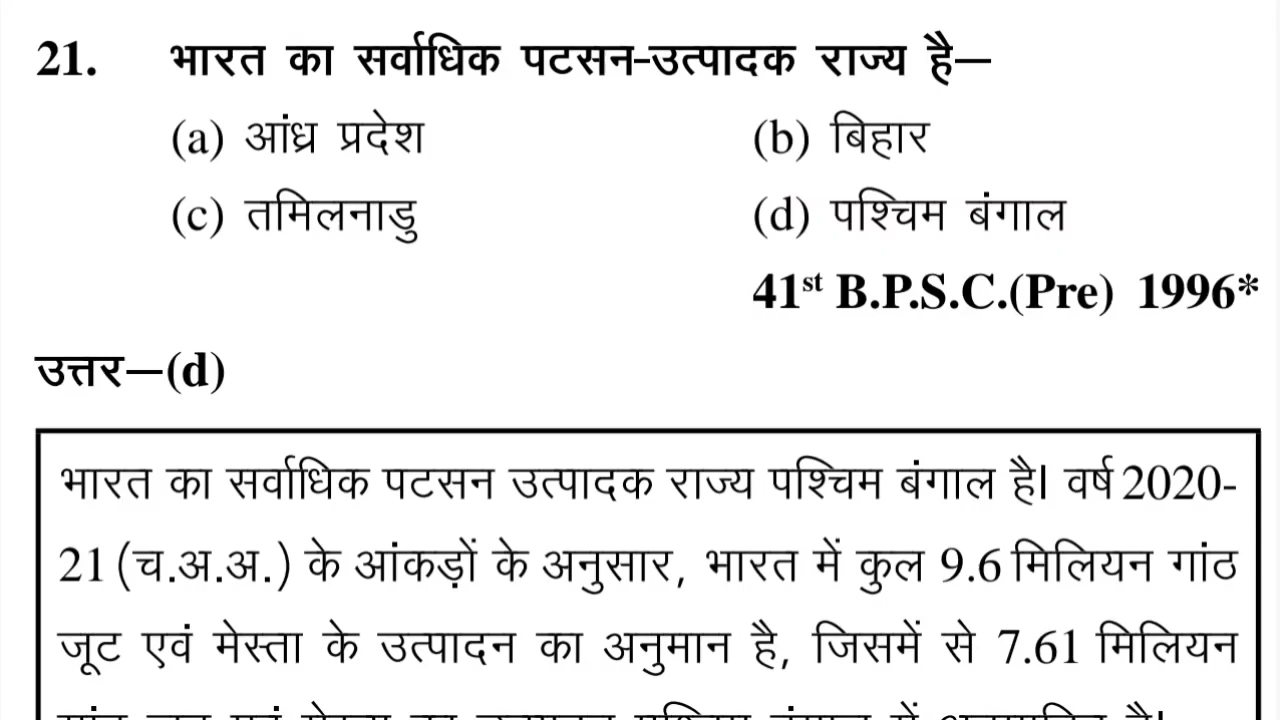 21. भारत का सर्वाधिक पटसन-उत्पादक राज्य है—
(a) आंध्र प्रदेश (b) बिहार
(c) तमिलनाडु (d) पश्चिम बंगाल
41st B.P.S.C.(Pre) 1996*
उत्तर—(d)
भारत का सर्वाधिक पटसन उत्पादक राज्य पश्चिम बंगाल है। वर्ष 2020-
21 (च.अ.अ.) के आंकड़ों के अनुसार, भारत में कुल 9.6 मिलियन गांठ
जूट एवं मेस्ता के उत्पादन का अनुमान है, जिसमें से 7.61 मिलियन